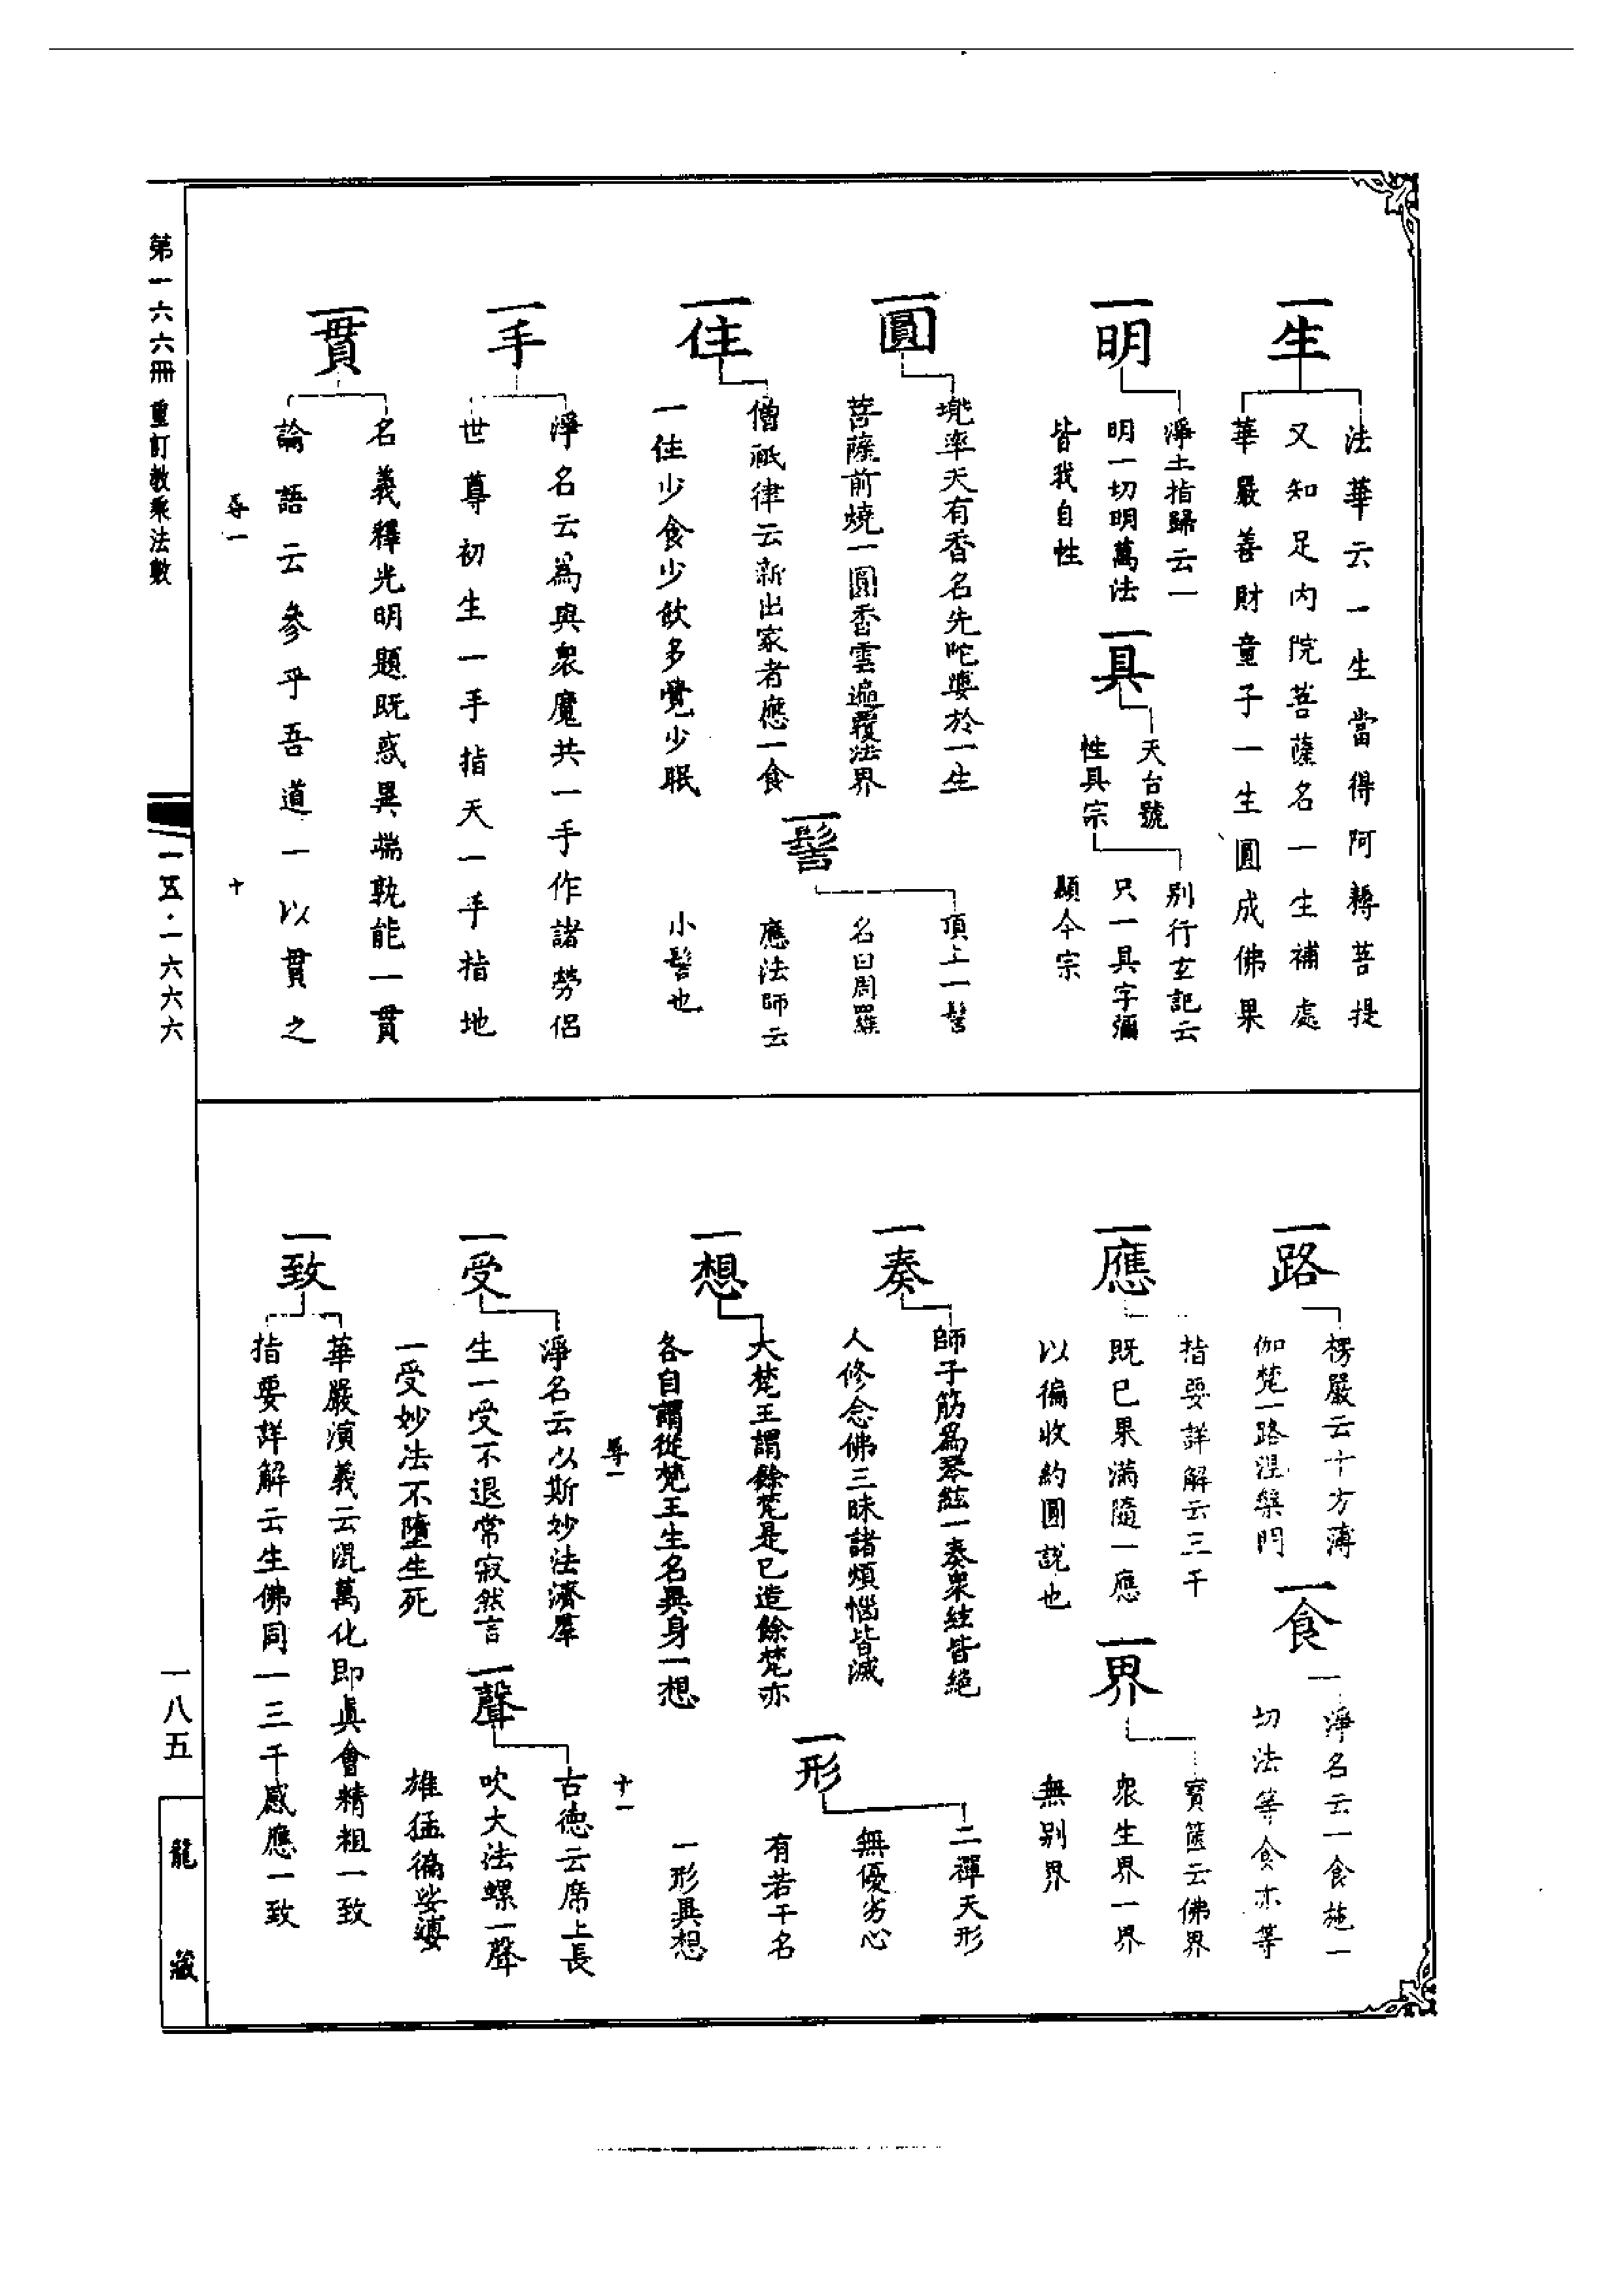 一生
法華云一生當得阿耨菩提
又知足內院菩薩名一生補處
華嚴善財童子一生圓成佛果
一明
淨土指歸云一
明一切明萬法
皆我自性
一具
天台號
性具宗
別行玄記云
只一具字彌
顯今宗
一圓
兠率天有香名先陀婆於一生
菩薩前燒一圓香雲遍覆法界
一住
僧祇律云新出家者應一食
一住少食少飲多覺少眠
一髻
頂上一髻
名曰周羅
應法師云
小髻也
一手
淨名云爲與衆魔共一手作諸勞侶
世尊初生一手指天一手指地
一貫
名義釋光明題既惑異端孰能一貫
論語云參乎吾道一以貫之
尊一
十
一路
楞嚴云十方薄
伽梵一路涅槃門
一食
淨名云一食施一
切法等食亦等
一應
指要詳解云三千
既已果滿隨一應
以徧收約圓說也
一界
寶篋云佛界
衆生界一界
無別界
一奏
師子筋爲琴絃一奏衆絃皆絕
人修念佛三昧諸煩惱皆滅
一想
大梵王謂餘梵是已造餘梵亦
各自謂從梵王生名異身一想
一形
二禪天形
無優劣心
有若干名
一形異想
尊一
十一
一受
淨名云以斯妙法濟羣
生一受不退常寂然言
一受妙法不墮生死
一聲
古德云席上長
吹大法螺一聲
雄猛徧娑婆
一致
華嚴演義云混萬化即眞會精粗一致
指要詳解云生佛同一三千感應一致
第一六六冊 重訂教乘法數
一五·一六六六
一八五
龍藏